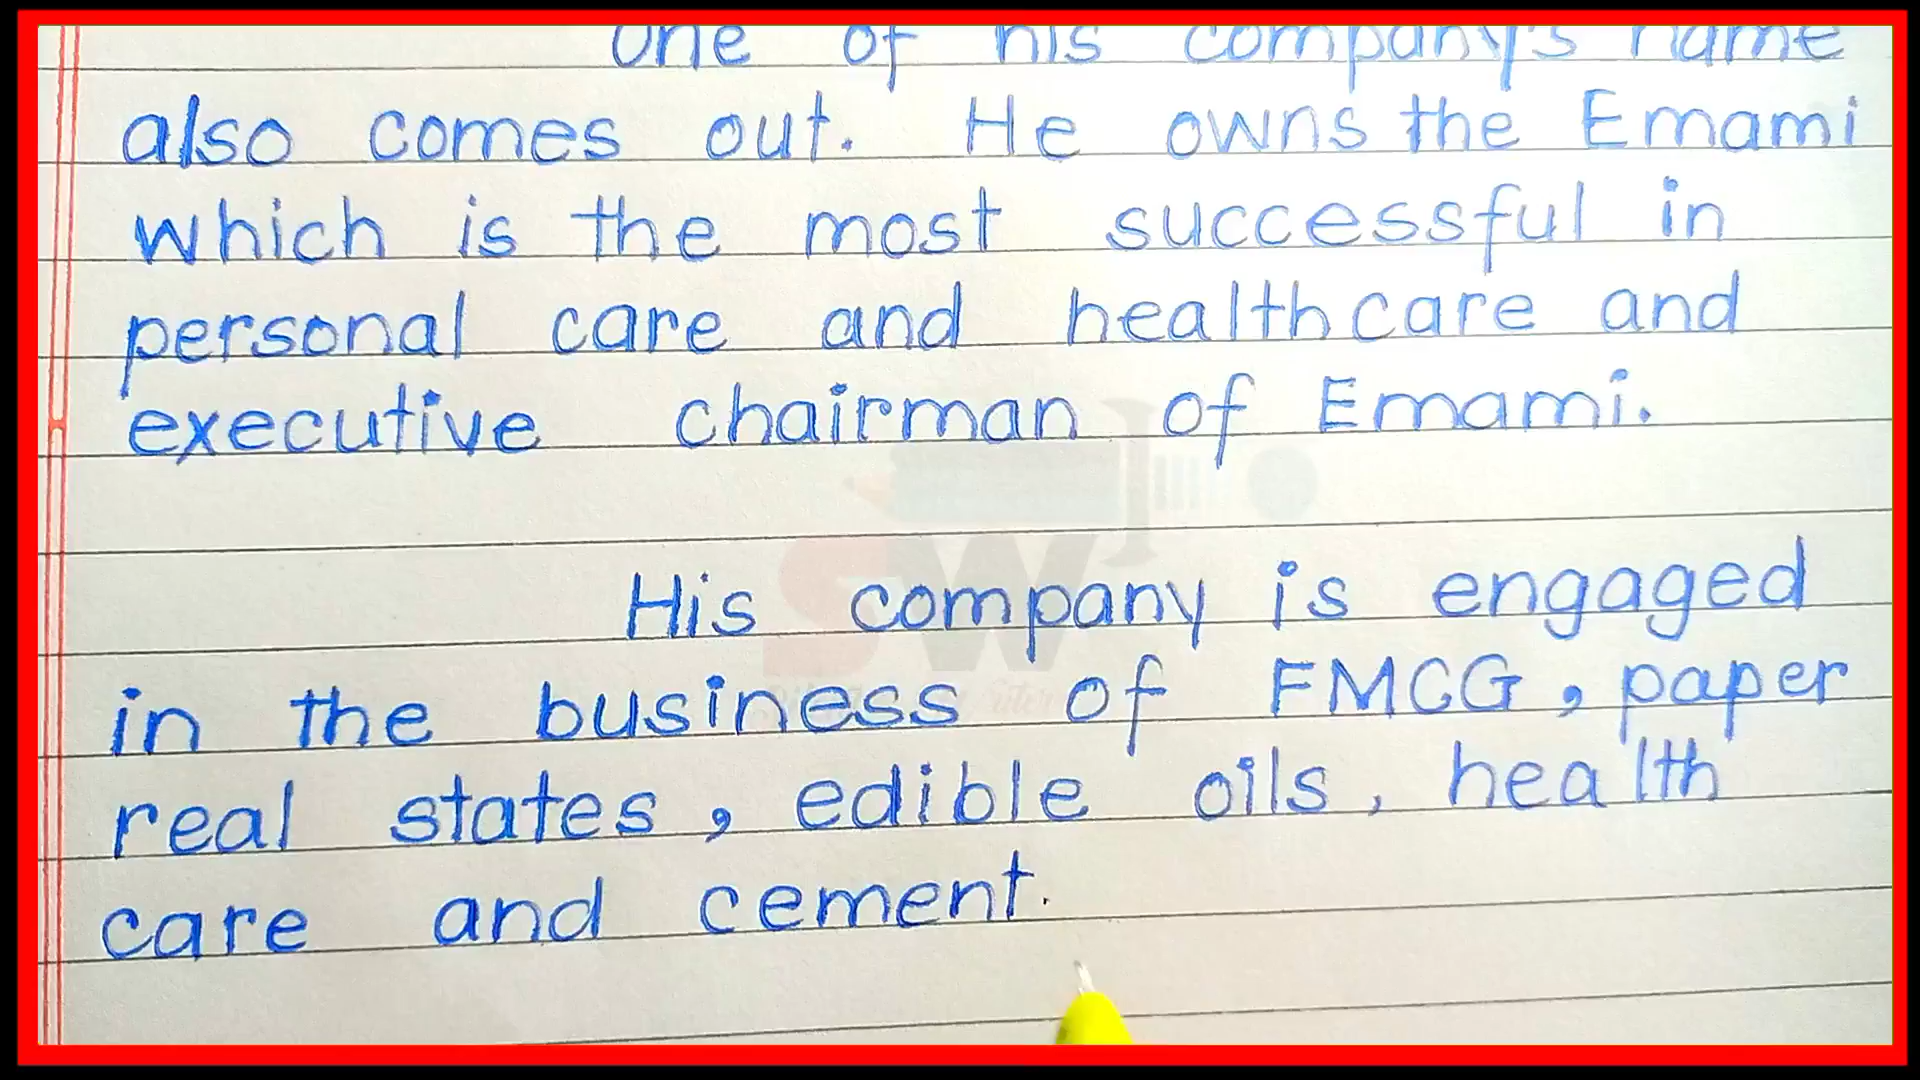 One of his company's name
also comes out. He owns the Emami
which is the most successful in
personal care and healthcare and
executive chairman of Emami.
His company is engaged
in the business of FMCG, paper
real states, edible oils, health
care and cement.
SW